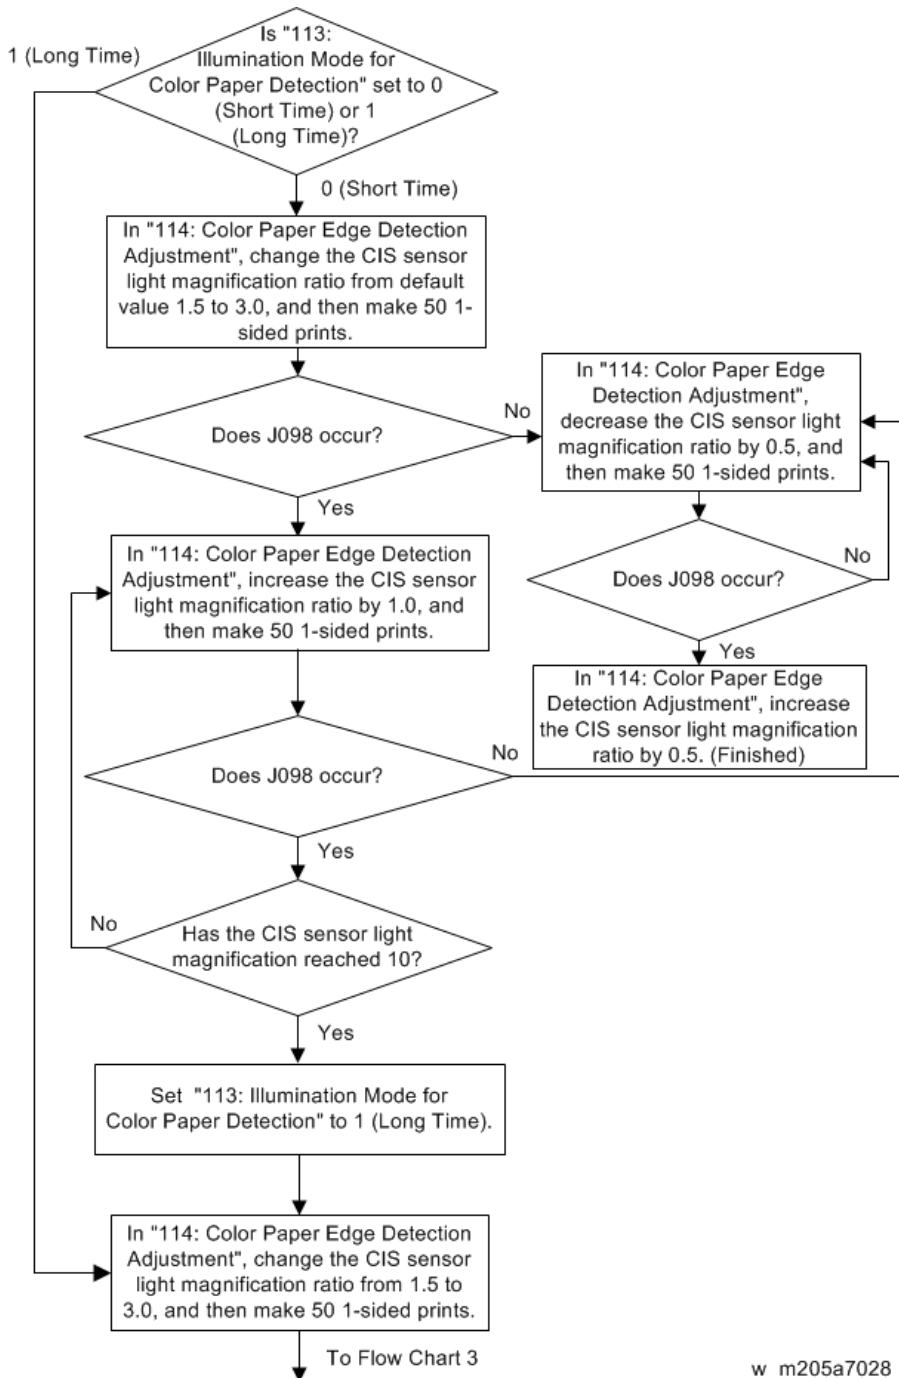 Is "113:
Illumination Mode for
Color Paper Detection" set to 0
(Short Time) or 1
(Long Time)?
1 (Long Time)
0 (Short Time)
In "114: Color Paper Edge Detection
Adjustment", change the CIS sensor
light magnification ratio from default
value 1.5 to 3.0, and then make 50 1-
sided prints.
Does J098 occur?
No
Yes
In "114: Color Paper Edge
Detection Adjustment",
decrease the CIS sensor light
magnification ratio by 0.5, and
then make 50 1-sided prints.
Does J098 occur?
No
Yes
In "114: Color Paper Edge
Detection Adjustment", increase
the CIS sensor light magnification
ratio by 0.5. (Finished)
In "114: Color Paper Edge Detection
Adjustment", increase the CIS sensor
light magnification ratio by 1.0, and
then make 50 1-sided prints.
Does J098 occur?
No
Yes
Has the CIS sensor light
magnification reached 10?
No
Yes
Set "113: Illumination Mode for
Color Paper Detection" to 1 (Long Time).
In "114: Color Paper Edge Detection
Adjustment", change the CIS sensor
light magnification ratio from 1.5 to
3.0, and then make 50 1-sided prints.
To Flow Chart 3
w_m205a7028